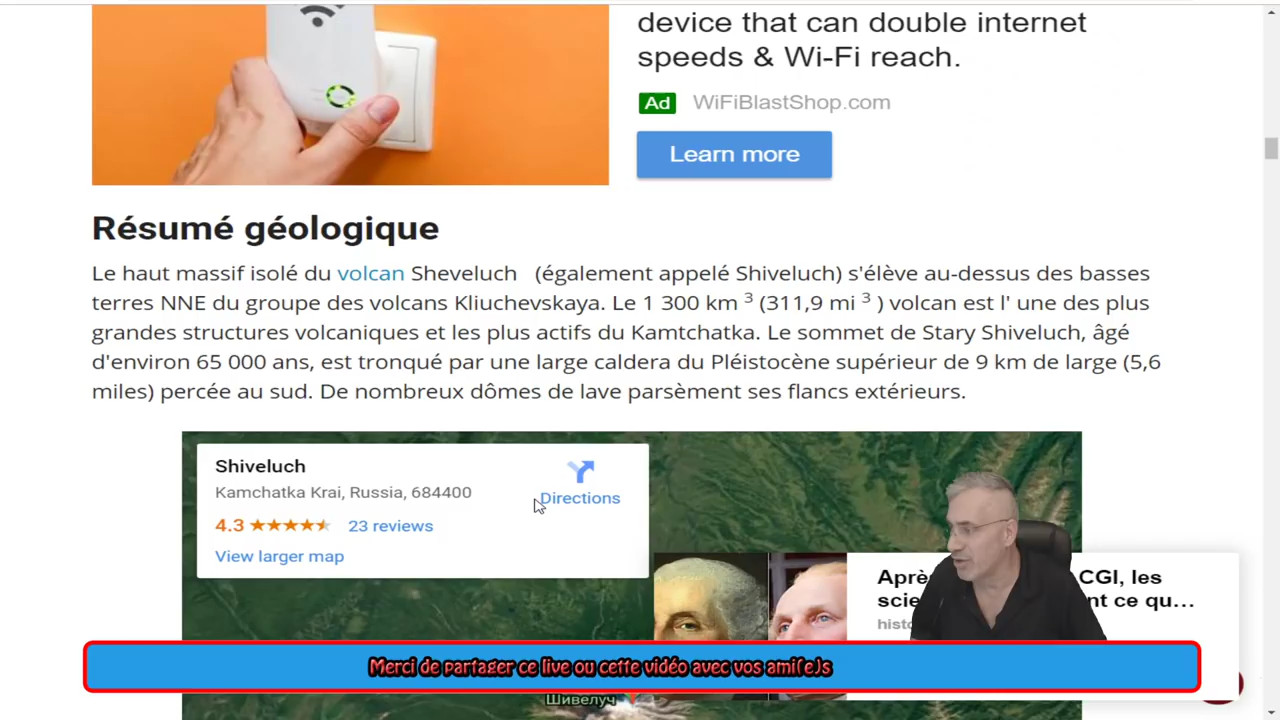 device that can double internet
speeds & Wi-Fi reach.
Ad WiFiBlastShop.com
Learn more
Résumé géologique
Le haut massif isolé du volcan Sheveluch (également appelé Shiveluch) s'élève au-dessus des basses
terres NNE du groupe des volcans Kliuchevskaya. Le 1 300 km 3 (311,9 mi 3 ) volcan est l' une des plus
grandes structures volcaniques et les plus actifs du Kamtchatka. Le sommet de Stary Shiveluch, âgé
d'environ 65 000 ans, est tronqué par une large caldera du Pléistocène supérieur de 9 km de large (5,6
miles) percée au sud. De nombreux dômes de lave parsèment ses flancs extérieurs.
Shiveluch
Kamchatka Krai, Russia, 684400
Directions
4.3 23 reviews
View larger map
CGI, les
nt ce qu...
Merci de partager ce live ou cette vidéo avec vos ami(e)s
Шивелуч